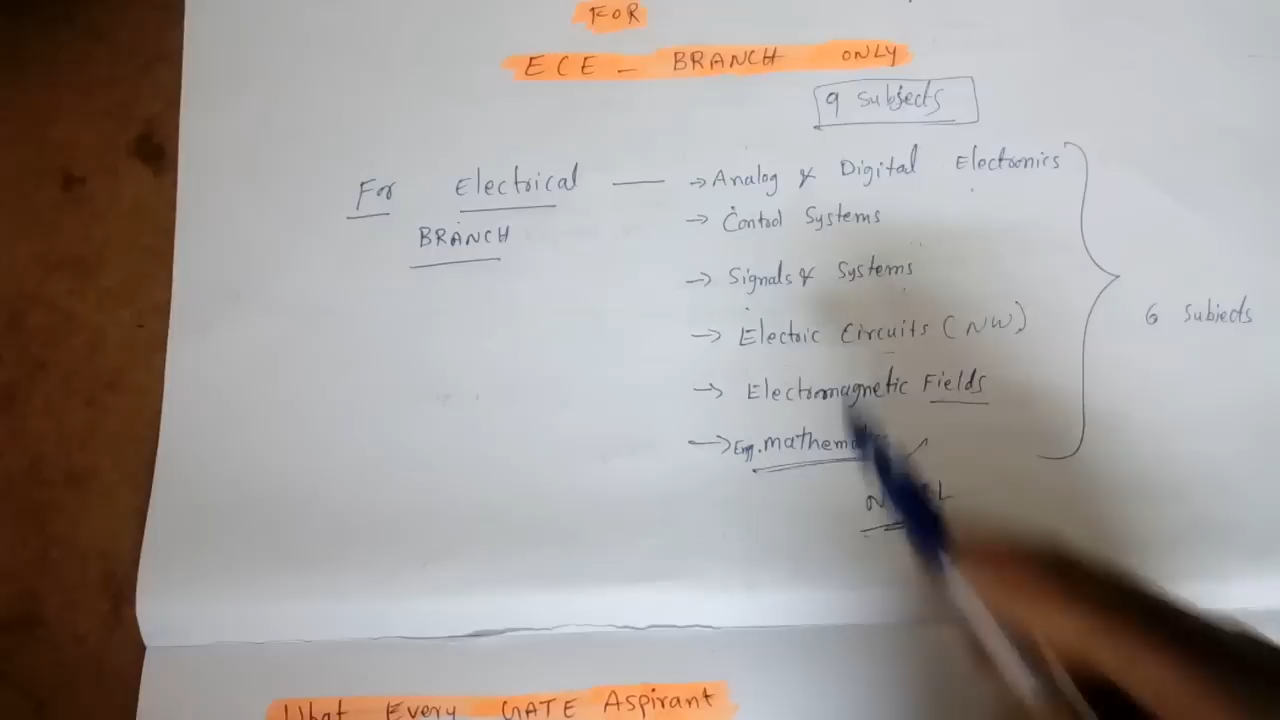 FOR
ECE - BRANCH ONLY
9 Subjects
For Electrical → Analog & Digital Electronics
BRANCH
→ Control Systems
→ Signals & Systems
→ Electric Circuits (NW)
6 Subjects
→ Electromagnetic Fields
→ Engg. mathema
What Every GATE Aspirant